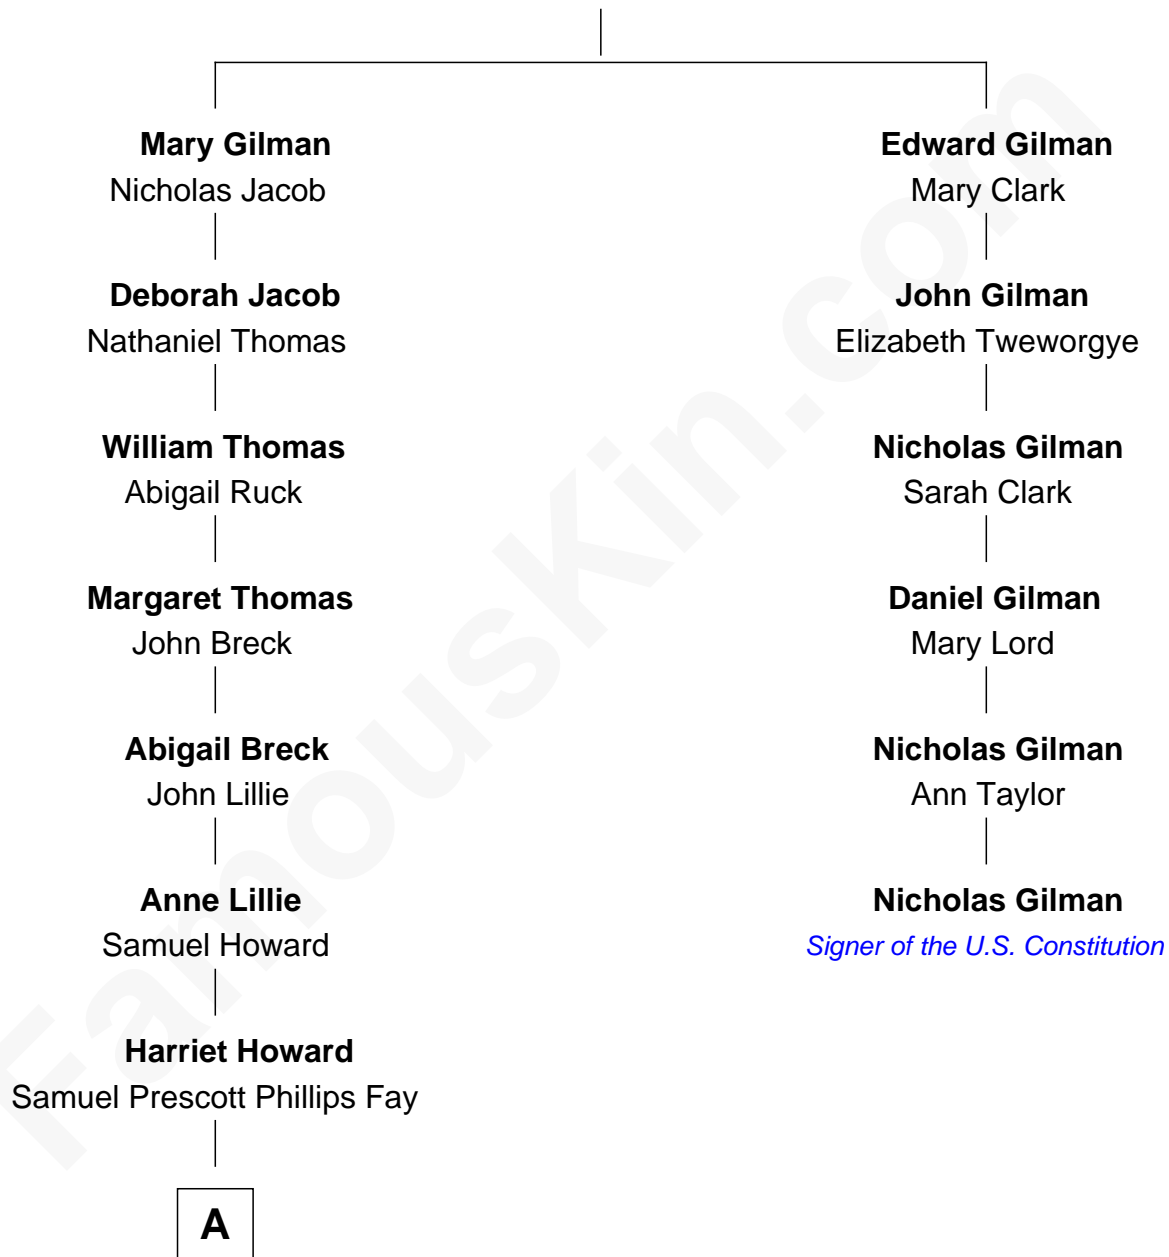 Mary Gilman
Nicholas Jacob
Deborah Jacob
Nathaniel Thomas
William Thomas
Abigail Ruck
Margaret Thomas
John Breck
Abigail Breck
John Lillie
Anne Lillie
Samuel Howard
Harriet Howard
Samuel Prescott Phillips Fay
A
Edward Gilman
Mary Clark
John Gilman
Elizabeth Tweworgye
Nicholas Gilman
Sarah Clark
Daniel Gilman
Mary Lord
Nicholas Gilman
Ann Taylor
Nicholas Gilman
Signer of the U.S. Constitution
FamousKin.com